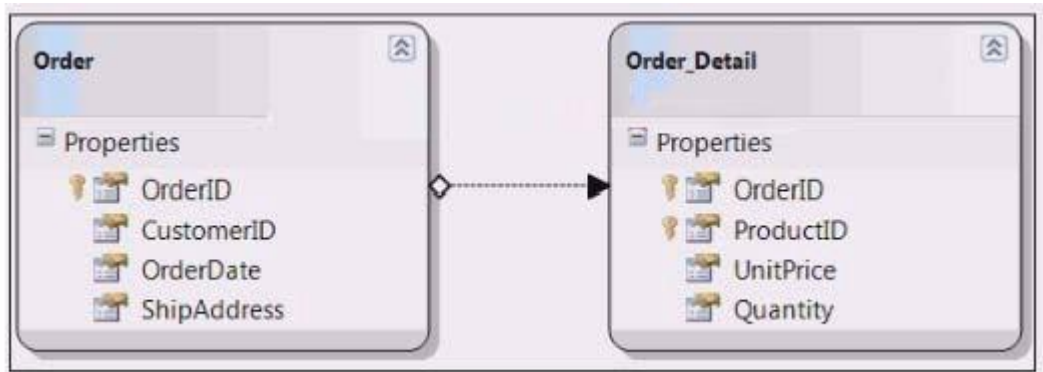 Order
Properties
OrderID
CustomerID
OrderDate
ShipAddress
Order_Detail
Properties
OrderID
ProductID
UnitPrice
Quantity